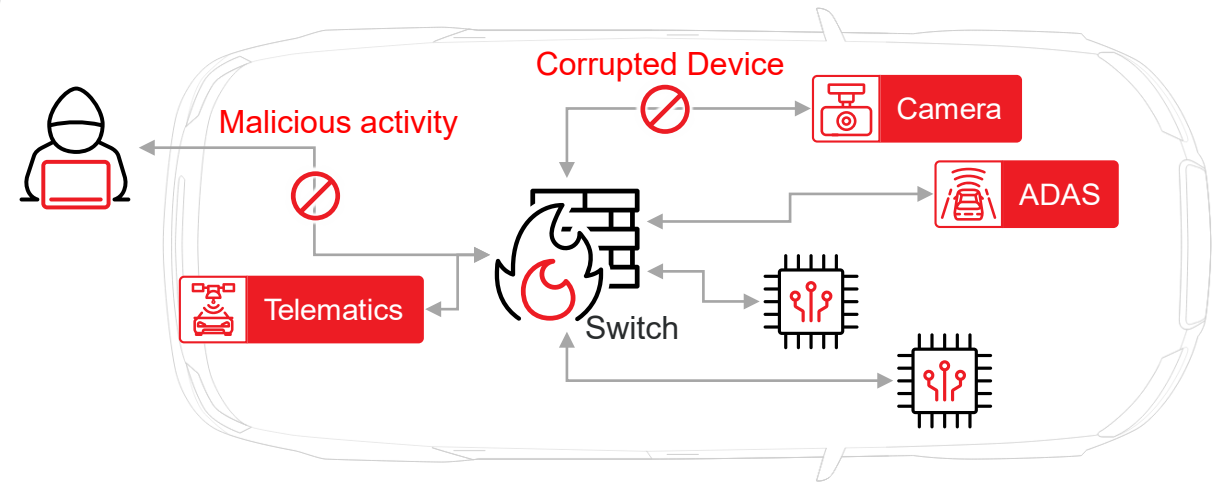 Corrupted Device
Camera
Malicious activity
ADAS
Telematics
Switch